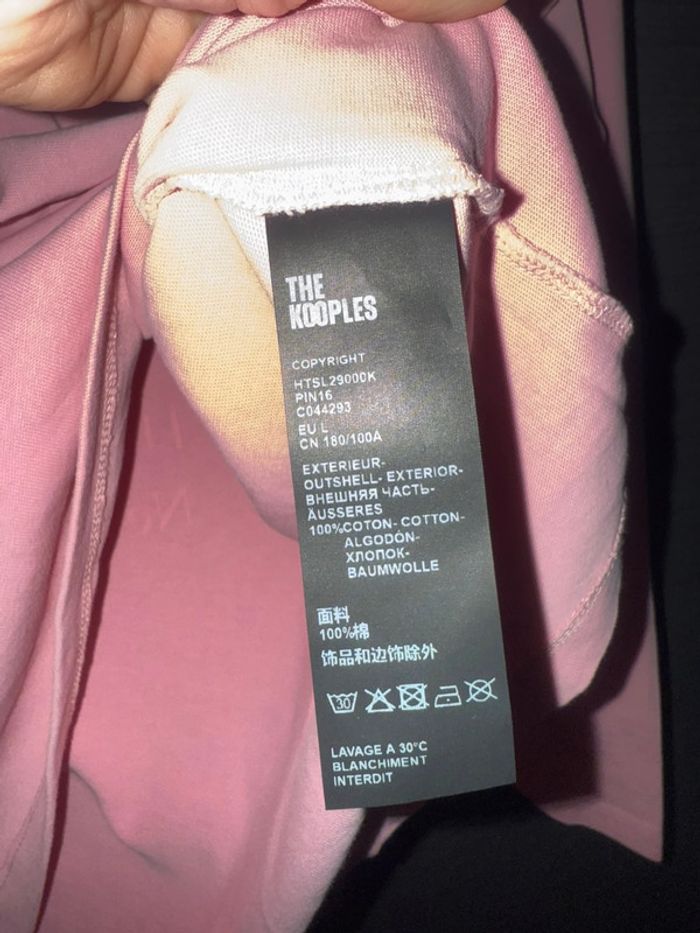 THE
KOOPLES
COPYRIGHT
HTSL29000K
PIN16
C044293
EU L
CN 180/100A
EXTERIEUR-
OUTSHELL- EXTERIOR-
ВНЕШНЯЯ ЧАСТЬ-
ÄUSSERES
100%COTON- COTTON-
ALGODÓN-
ХЛОПОК-
BAUMWOLLE
面料
100%棉
饰品和边饰除外
30
LAVAGE A 30°C
BLANCHIMENT
INTERDIT